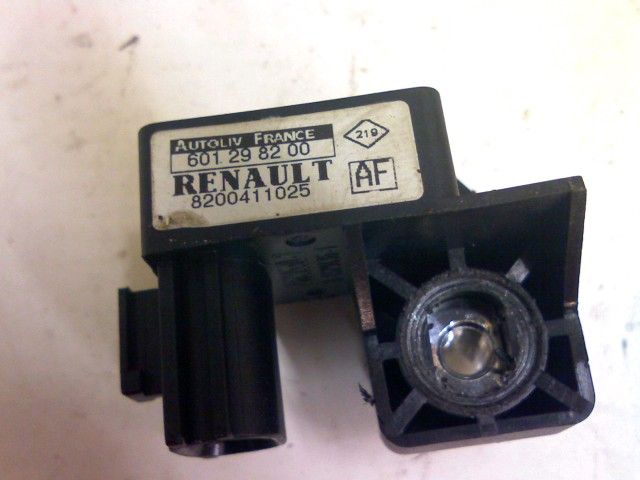 AUTOLIV FRANCE
601 29 82 00
RENAULT
8200411025
219
AF